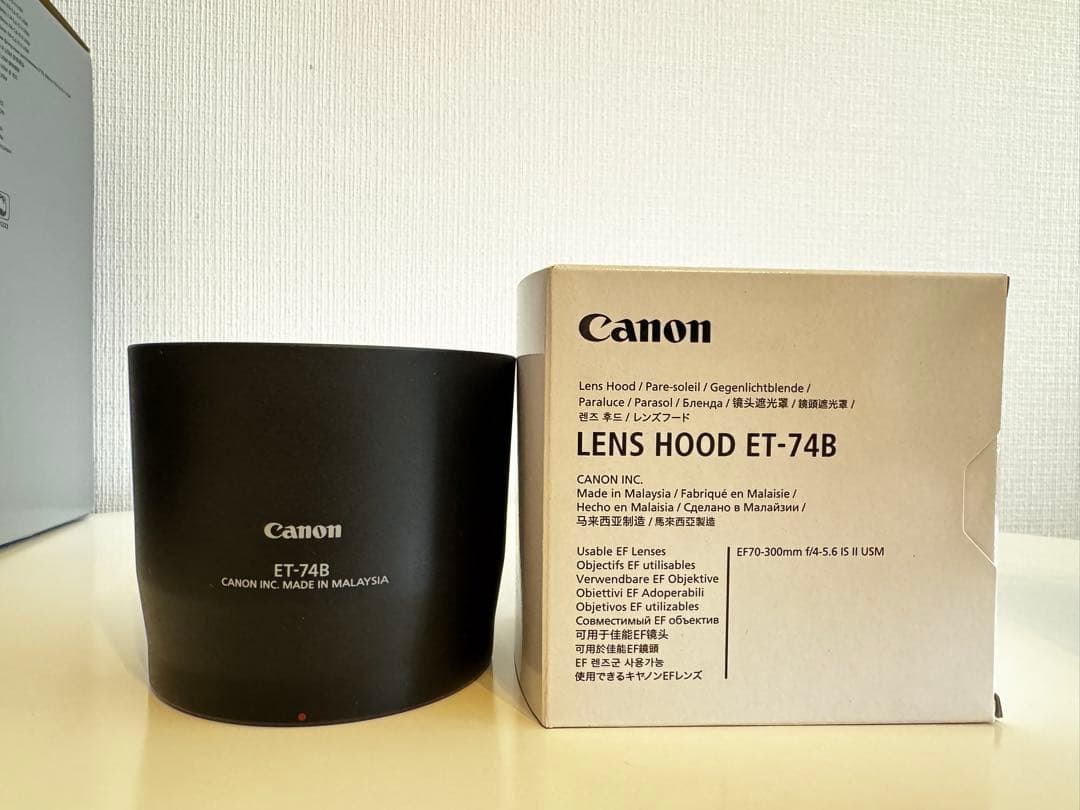 Canon
ET-74B
CANON INC. MADE IN MALAYSIA
Canon
Lens Hood / Pare-soleil / Gegenlichtblende /
Paraluce / Parasol / Бленда / 镜头遮光罩 / 鏡頭遮光罩 /
렌즈 후드 / レンズフード
LENS HOOD ET-74B
CANON INC.
Made in Malaysia / Fabriqué en Malaisie /
Hecho en Malaisia / Сделано в Малайзии /
马来西亚制造 / 馬來西亞製造
Usable EF Lenses
Objectifs EF utilisables
Verwendbare EF Objektive
Obiettivi EF Adoperabili
Objetivos EF utilizables
Совместимый EF объектив
可用于佳能EF镜头
可用於佳能EF鏡頭
EF 렌즈군 사용가능
使用できるキヤノンEFレンズ
EF70-300mm f/4-5.6 IS II USM